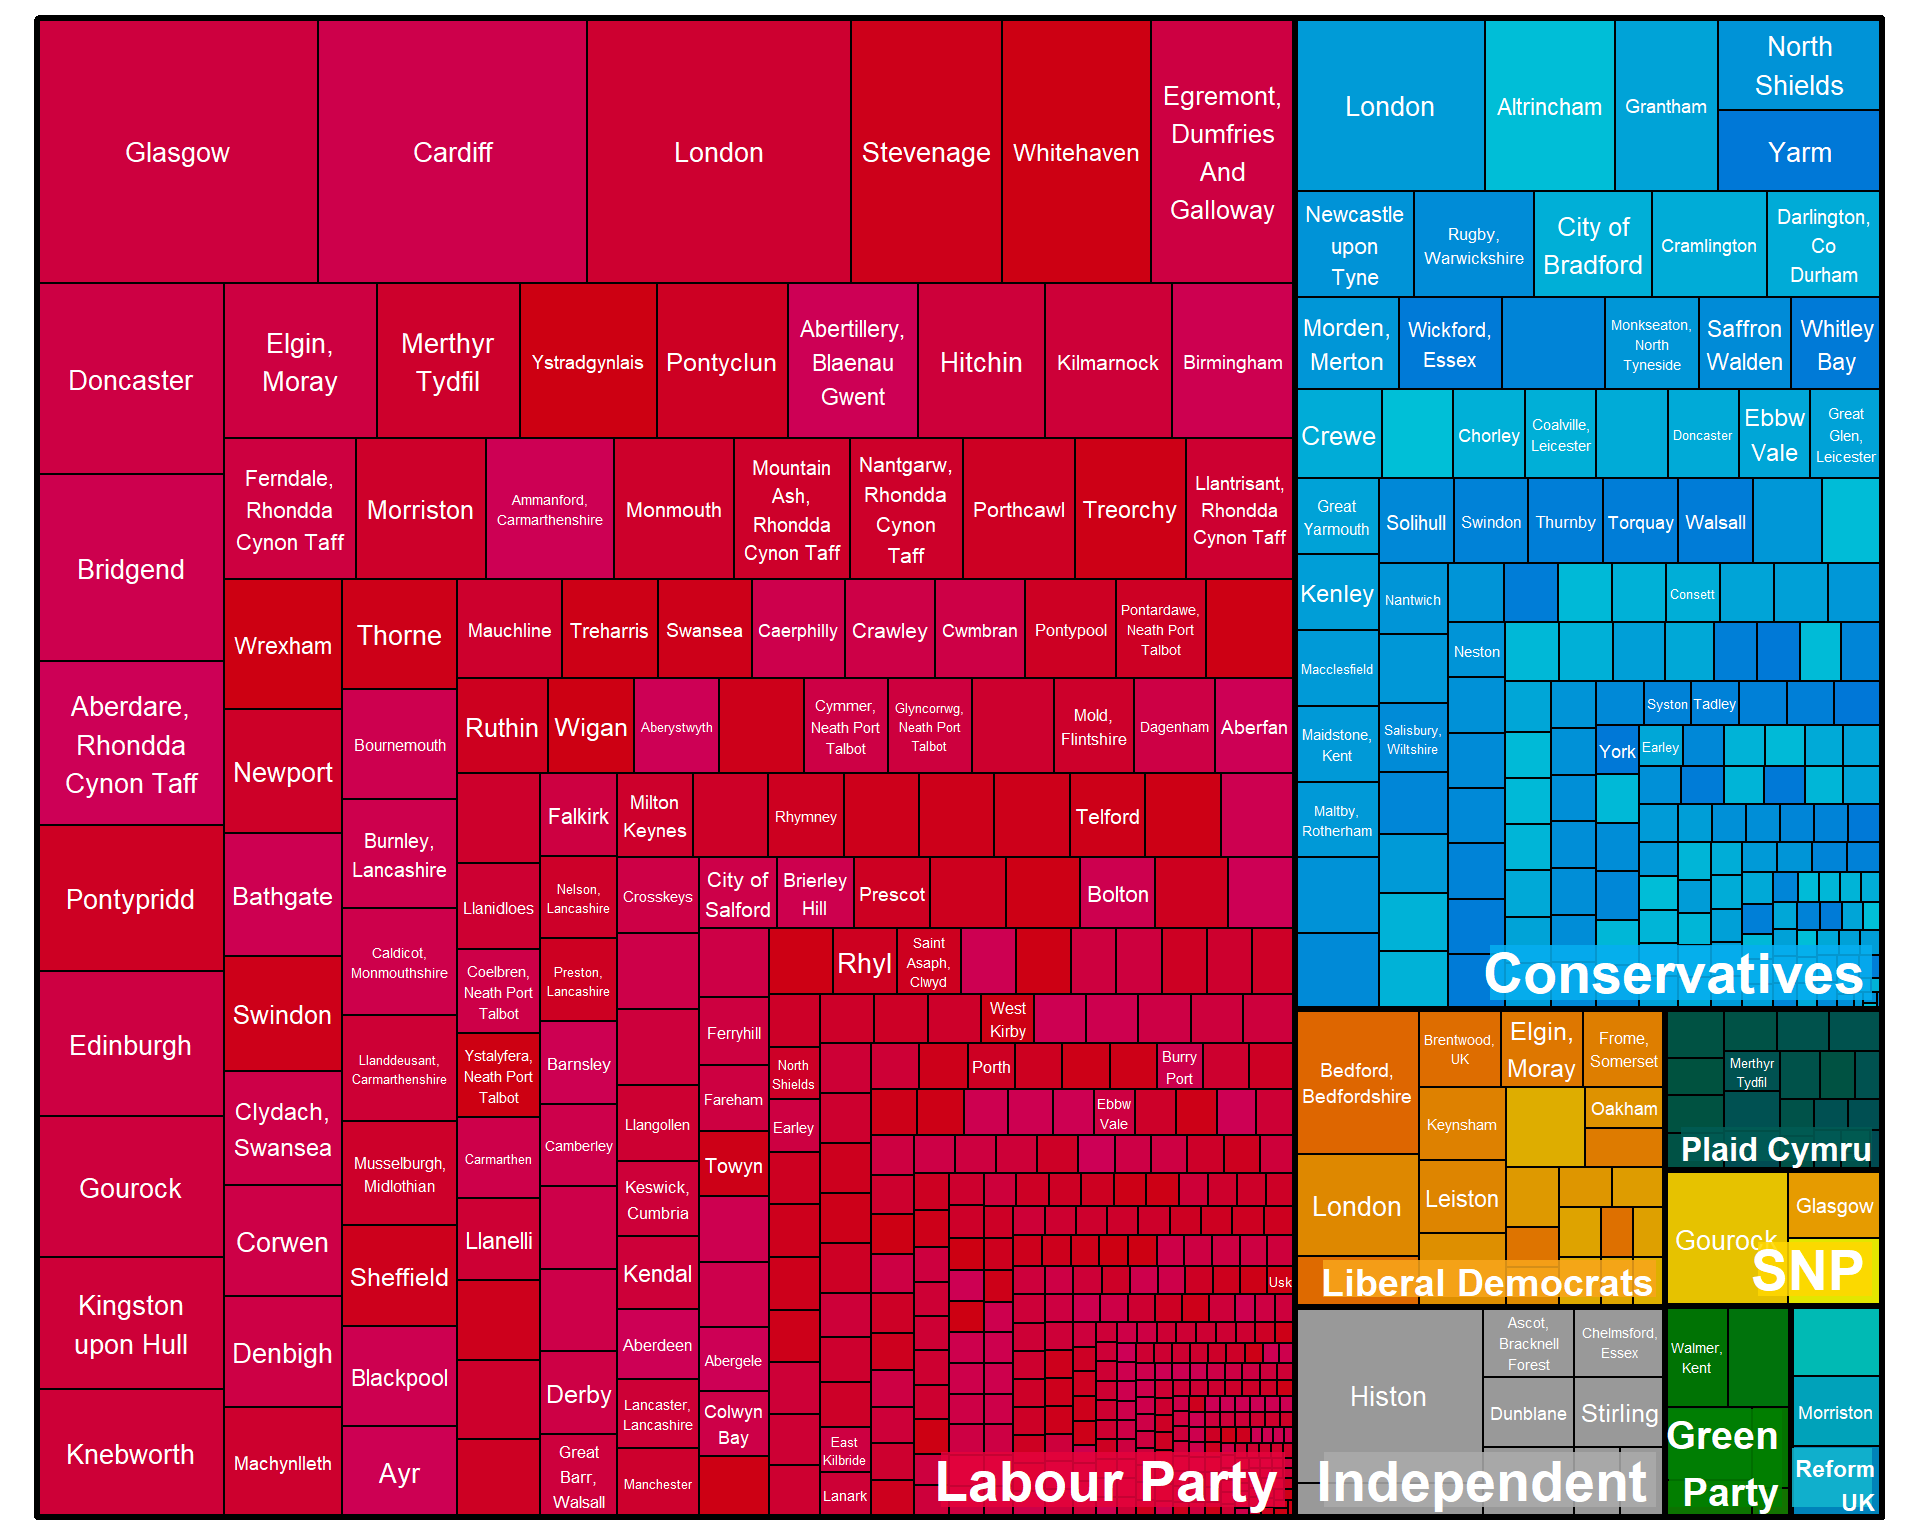 Glasgow
Cardiff
London
Stevenage
Whitehaven
Egremont,
Dumfries
And
Galloway
Doncaster
Bridgend
Aberdare,
Rhondda
Cynon Taff
Pontypridd
Edinburgh
Gourock
Kingston
upon Hull
Knebworth
Elgin,
Moray
Merthyr
Tydfil
Ystradgynlais
Pontyclun
Abertillery,
Blaenau
Gwent
Hitchin
Kilmarnock
Birmingham
Ferndale,
Rhondda
Cynon Taff
Morriston
Ammanford,
Carmarthenshire
Monmouth
Mountain
Ash,
Rhondda
Cynon Taff
Nantgarw,
Rhondda
Cynon
Taff
Porthcawl
Treorchy
Llantrisant,
Rhondda
Cynon Taff
Wrexham
Newport
Bathgate
Swindon
Clydach,
Swansea
Corwen
Denbigh
Machynlleth
Thorne
Bournemouth
Burnley,
Lancashire
Caldicot,
Monmouthshire
Llanddeusant,
Carmarthenshire
Musselburgh,
Midlothian
Sheffield
Blackpool
Ayr
Mauchline
Treharris
Swansea
Caerphilly
Crawley
Cwmbran
Pontypool
Pontardawe,
Neath Port
Talbot
Ruthin
Wigan
Aberystwyth
Cymmer,
Neath Port
Talbot
Glyncorrwg,
Neath Port
Talbot
Mold,
Flintshire
Dagenham
Aberfan
Llanidloes
Coelbren,
Neath Port
Talbot
Ystalyfera,
Neath Port
Talbot
Carmarthen
Llanelli
Falkirk
Nelson,
Lancashire
Preston,
Lancashire
Barnsley
Camberley
Derby
Great
Barr,
Walsall
Milton
Keynes
Rhymney
Telford
Crosskeys
Llangollen
Keswick,
Cumbria
Kendal
Aberdeen
Lancaster,
Lancashire
Manchester
City of
Salford
Brierley
Hill
Prescot
Bolton
Ferryhill
Fareham
Towyn
Abergele
Colwyn
Bay
Rhyl
Saint
Asaph,
Clwyd
North
Shields
Earley
West
Kirby
Porth
Burry
Port
Ebbw
Vale
East
Kilbride
Lanark
Usk
Labour Party
London
Altrincham
Grantham
North
Shields
Yarm
Newcastle
upon
Tyne
Rugby,
Warwickshire
City of
Bradford
Cramlington
Darlington,
Co
Durham
Morden,
Merton
Wickford,
Essex
Monkseaton,
North
Tyneside
Saffron
Walden
Whitley
Bay
Crewe
Chorley
Coalville,
Leicester
Doncaster
Ebbw
Vale
Great
Glen,
Leicester
Great
Yarmouth
Kenley
Macclesfield
Maidstone,
Kent
Maltby,
Rotherham
Solihull
Swindon
Thurnby
Torquay
Walsall
Nantwich
Salisbury,
Wiltshire
Consett
Neston
Syston
Tadley
York
Earley
Conservatives
Bedford,
Bedfordshire
London
Brentwood,
UK
Elgin,
Moray
Frome,
Somerset
Keynsham
Leiston
Oakham
Liberal Democrats
Merthyr
Tydfil
Plaid Cymru
Gourock
Glasgow
SNP
Histon
Ascot,
Bracknell
Forest
Chelmsford,
Essex
Dunblane
Stirling
Independent
Walmer,
Kent
Green
Party
Morriston
Reform
UK